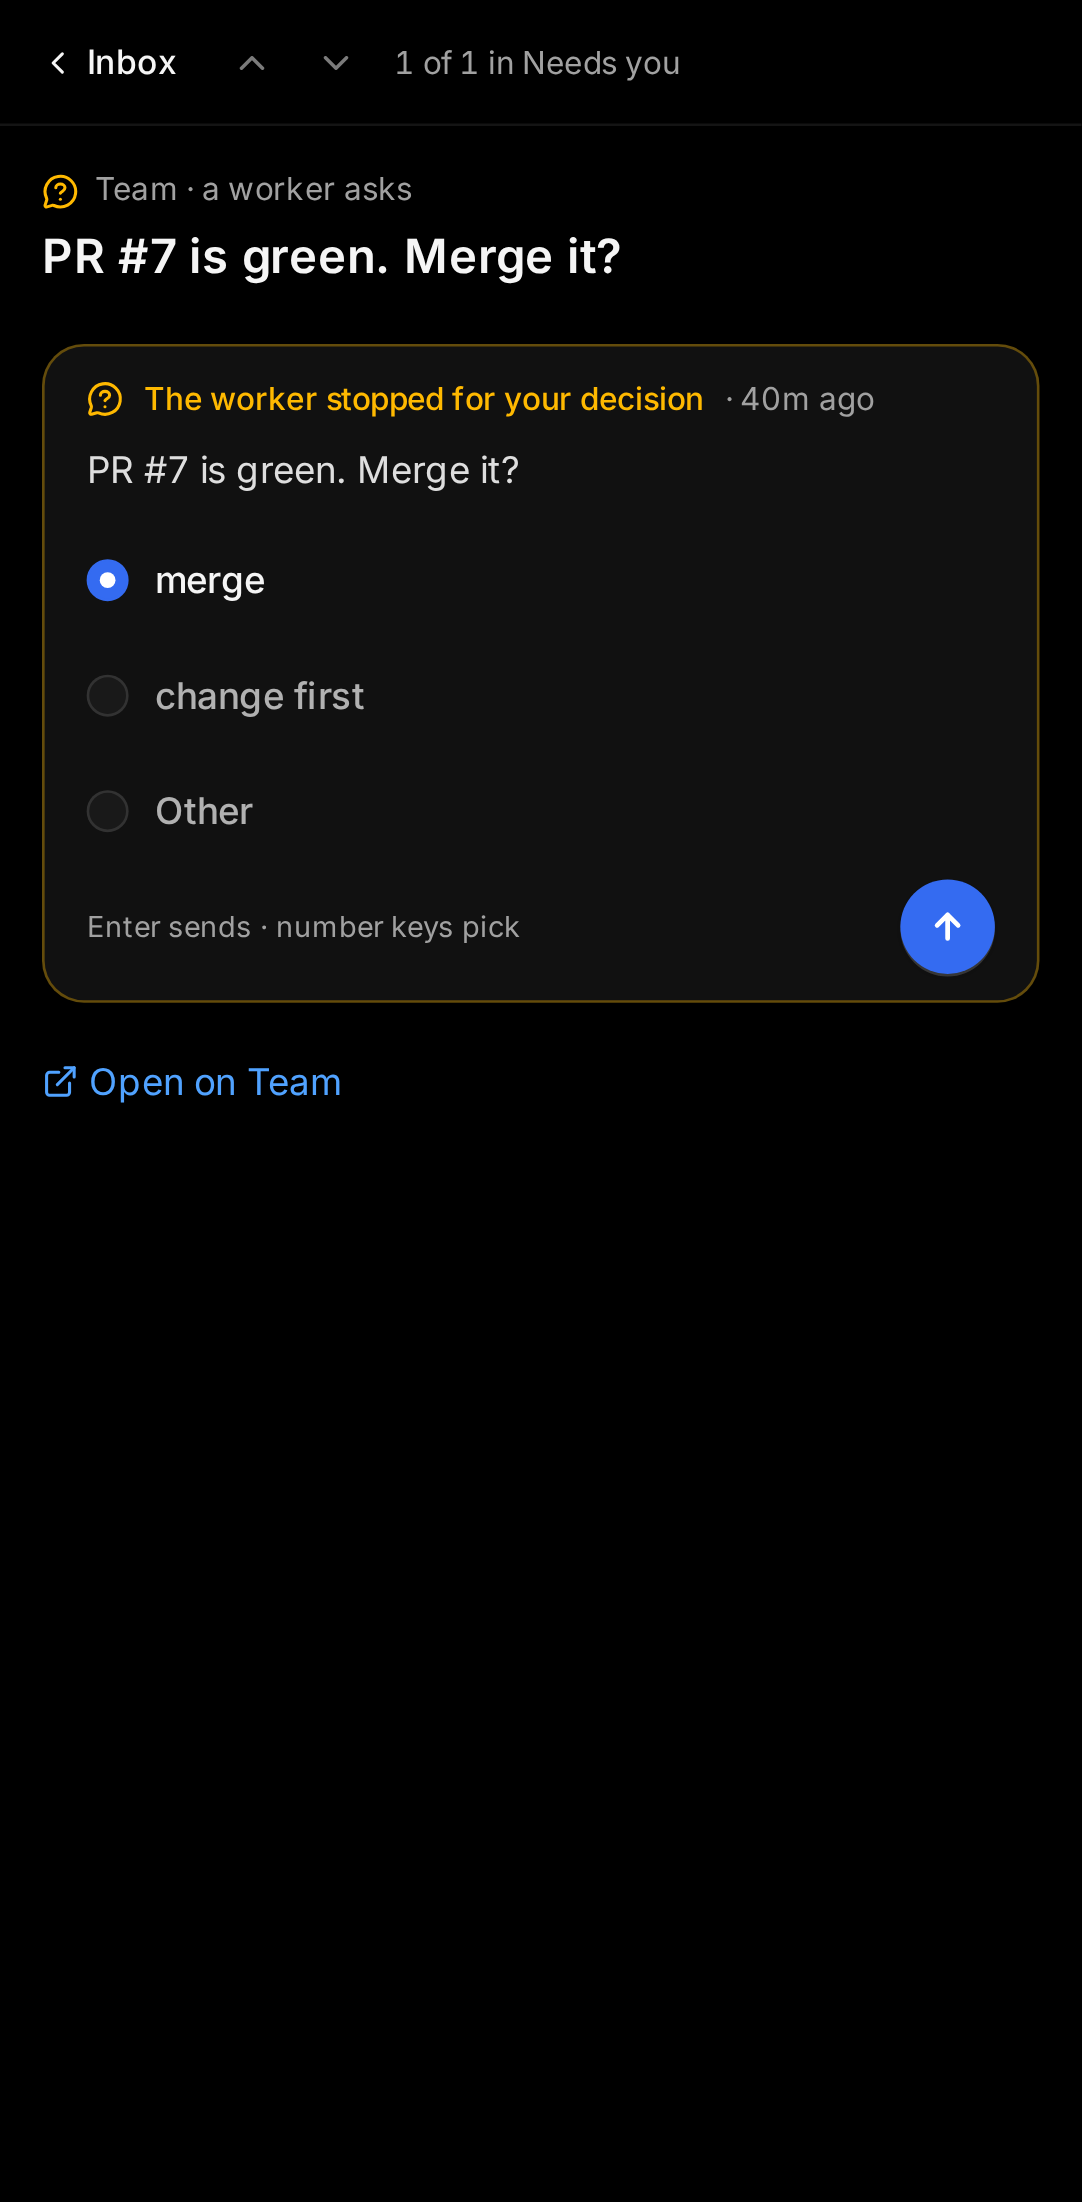 Inbox
1 of 1 in Needs you
Team · a worker asks
PR #7 is green. Merge it?
The worker stopped for your decision · 40m ago
PR #7 is green. Merge it?
merge
change first
Other
Enter sends · number keys pick
Open on Team